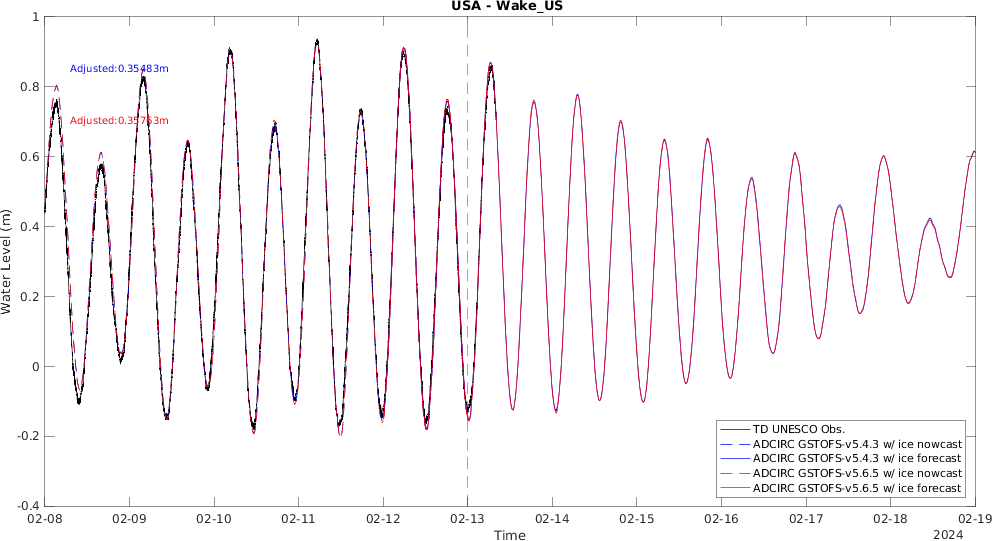 USA - Wake_US
Water Level (m)
1
0.8
0.6
0.4
0.2
0
-0.2
-0.4
Adjusted:0.35483m
Adjusted:0.35763m
TD UNESCO Obs.
ADCIRC GSTOFS-v5.4.3 w/ ice nowcast
ADCIRC GSTOFS-v5.4.3 w/ ice forecast
ADCIRC GSTOFS-v5.6.5 w/ ice nowcast
ADCIRC GSTOFS-v5.6.5 w/ ice forecast
02-08 02-09 02-10 02-11 02-12 02-13 02-14 02-15 02-16 02-17 02-18 02-19
Time
2024